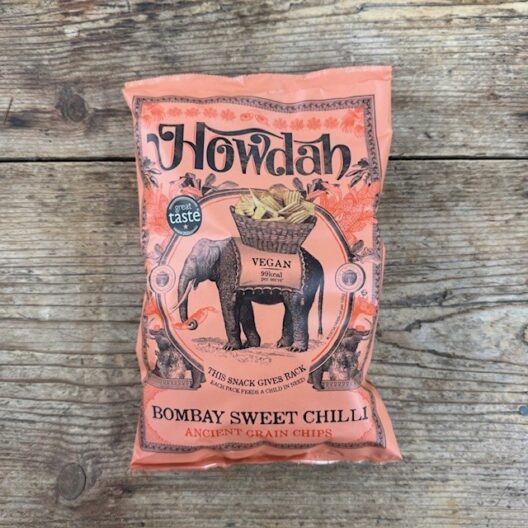 Howdah
great
taste
VEGAN
99kcal
per serve*
THIS SNACK GIVES BACK
EACH PACK FEEDS A CHILD IN NEED
BOMBAY SWEET CHILLI
ANCIENT GRAIN CHIPS